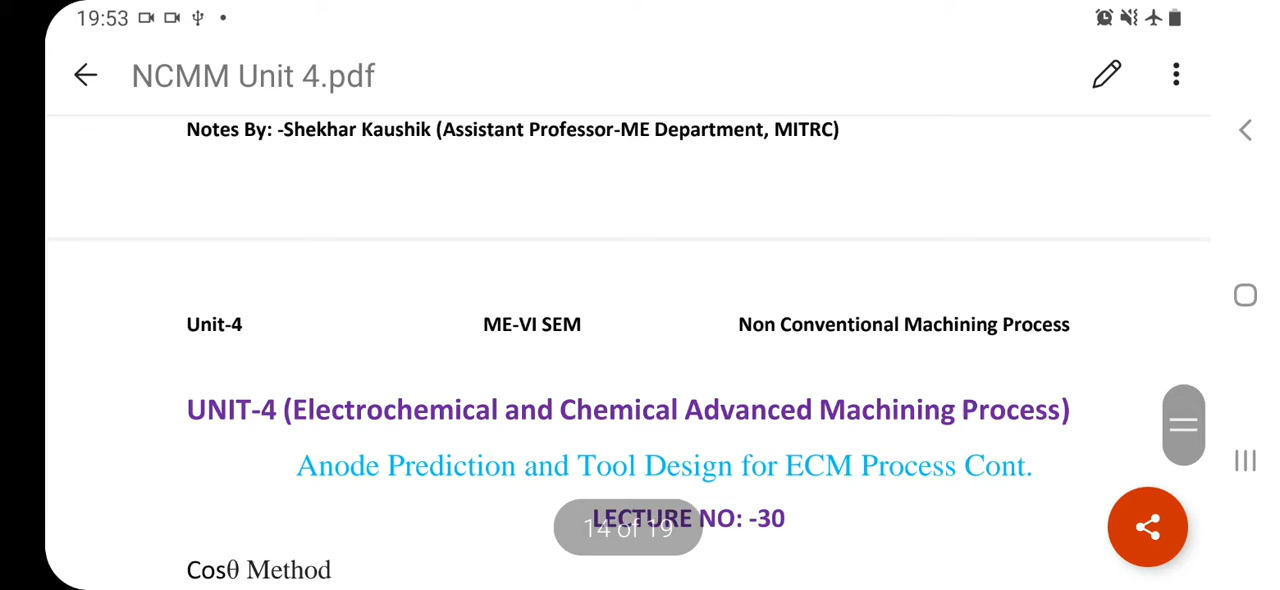 19:53
NCMM Unit 4.pdf
Notes By: -Shekhar Kaushik (Assistant Professor-ME Department, MITRC)
Unit-4 ME-VI SEM Non Conventional Machining Process
UNIT-4 (Electrochemical and Chemical Advanced Machining Process)
Anode Prediction and Tool Design for ECM Process Cont.
LECTURE NO: -30
14 of 19
Cosθ Method